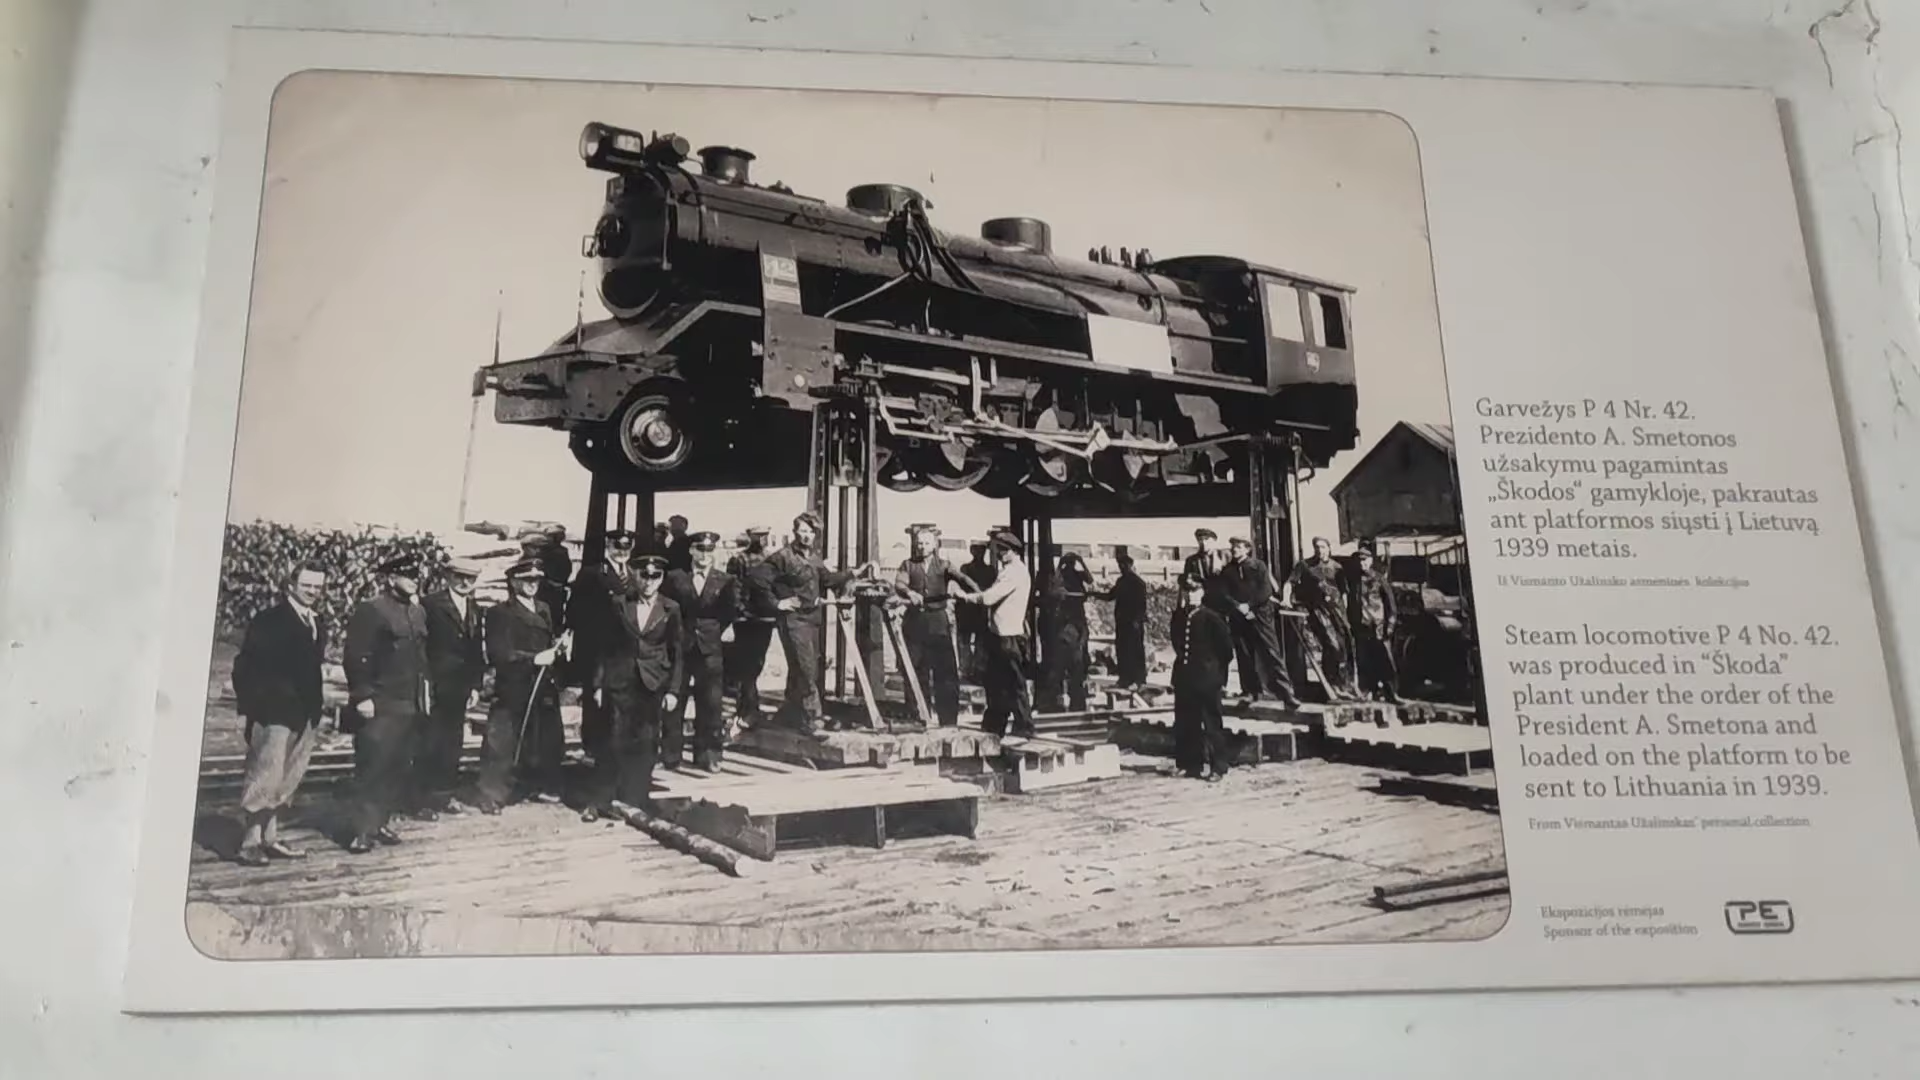 Garvežys P 4 Nr. 42.
Prezidento A. Smetonos
užsakymu pagamintas
„Škodos“ gamykloje, pakrautas
ant platformos siųsti į Lietuvą
1939 metais.
Iš Vismanto Užalinsko asmeninės kolekcijos
Steam locomotive P 4 No. 42.
was produced in “Škoda”
plant under the order of the
President A. Smetona and
loaded on the platform to be
sent to Lithuania in 1939.
From Vismantas Užalinskas' personal collection
Ekspozicijos rėmėjas
Sponsor of the exposition
PE